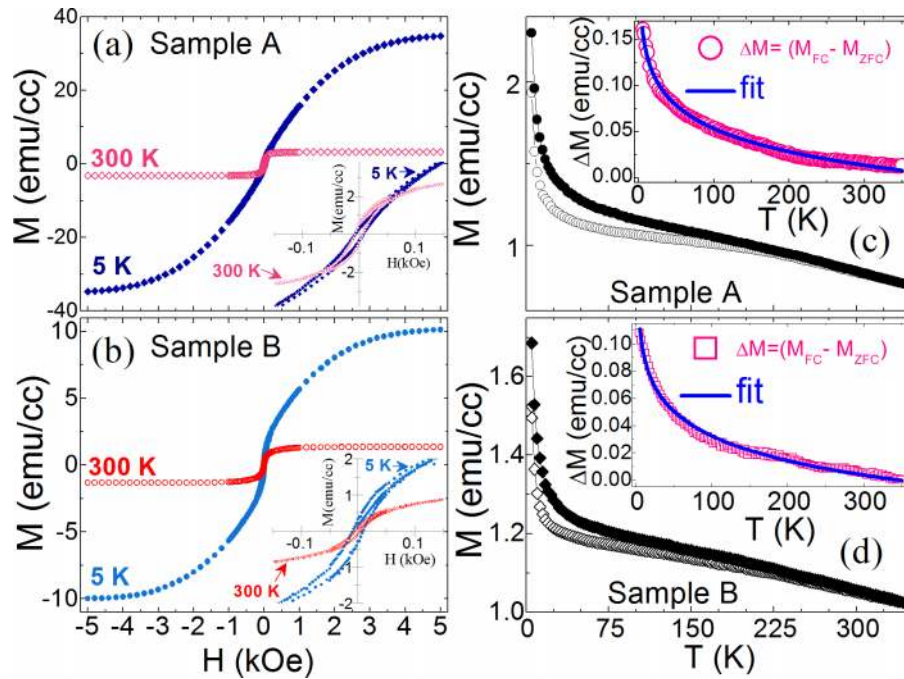 (a) Sample A
M (emu/cc)
40
20
0
-20
-40
300 K
5 K
5 K
M(emu/cc)
2
-2
-0.1
0.1
H(kOe)
300 K
(b) Sample B
M (emu/cc)
10
5
0
-5
-10
300 K
5 K
2
5 K
M(emu/cc)
1
-1
-2
-0.1
0.1
H (kOe)
300 K
-5 -4 -3 -2 -1 0 1 2 3 4 5
H (kOe)
(c)
Sample A
M (emu/cc)
2
1
ΔM (emu/cc)
0.15
0.10
0.05
0.00
ΔM= (M_FC- M_ZFC)
fit
0 100 200 300
T (K)
(d)
Sample B
M (emu/cc)
1.6
1.4
1.2
1.0
ΔM (emu/cc)
0.10
0.08
0.06
0.04
0.02
0.00
ΔM=(M_FC- M_ZFC)
fit
0 100 200 300
T (K)
0 75 150 225 300
T (K)